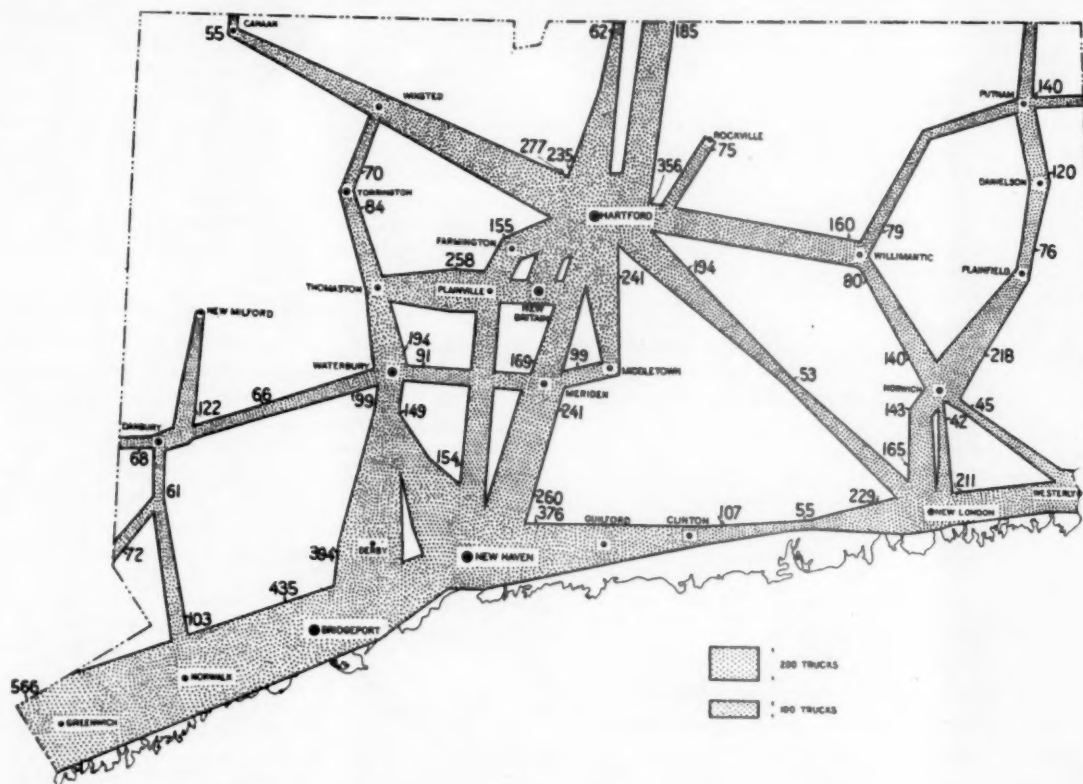 CANAAN
55
62
185
WINSTED
PUTNAM
140
ROCKVILLE
75
277
235
356
70
TORRINGTON
84
120
DANIELSON
HARTFORD
160
79
155
FARMINGTON
WILLIMANTIC
76
258
194
80
PLAINFIELD
241
THOMASTON
PLAINVILLE
NEW
BRITAIN
NEW MILFORD
194
91
169
99
MIDDLETOWN
140
218
WATERBURY
53
MERIDEN
NORWICH
66
99
122
149
241
143
42
45
DANBURY
68
154
165
61
211
WESTERLY
260
229
376
GUILFORD
CLINTON
107
55
NEW LONDON
72
384
DERBY
NEW HAVEN
435
103
BRIDGEPORT
200 TRUCKS
NORWALK
566
100 TRUCKS
GREENWICH